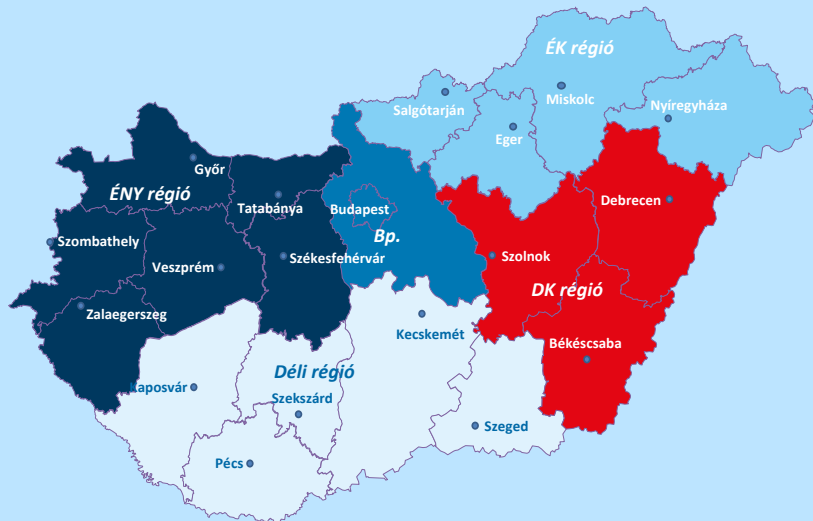 ÉK régió
Miskolc
Salgótarján
Nyíregyháza
Eger
Győr
ÉNY régió
Tatabánya
Budapest
Debrecen
Szombathely
Bp.
Székesfehérvár
Szolnok
Veszprém
DK régió
Zalaegerszeg
Kecskemét
Békéscsaba
Déli régió
Kaposvár
Szekszárd
Szeged
Pécs